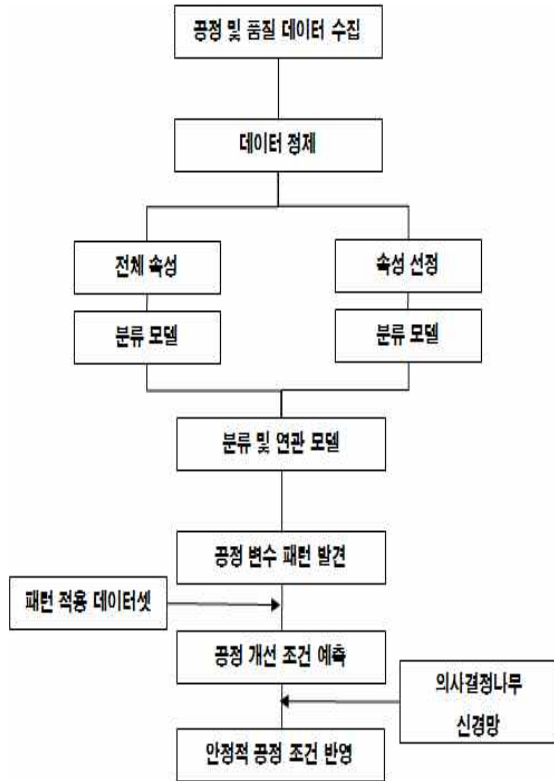 공정 및 품질 데이터 수집
데이터 정제
전체 속성
속성 선정
분류 모델
분류 모델
분류 및 연관 모델
공정 변수 패턴 발견
패턴 적용 데이터셋
공정 개선 조건 예측
의사결정나무
신경망
안정적 공정 조건 반영